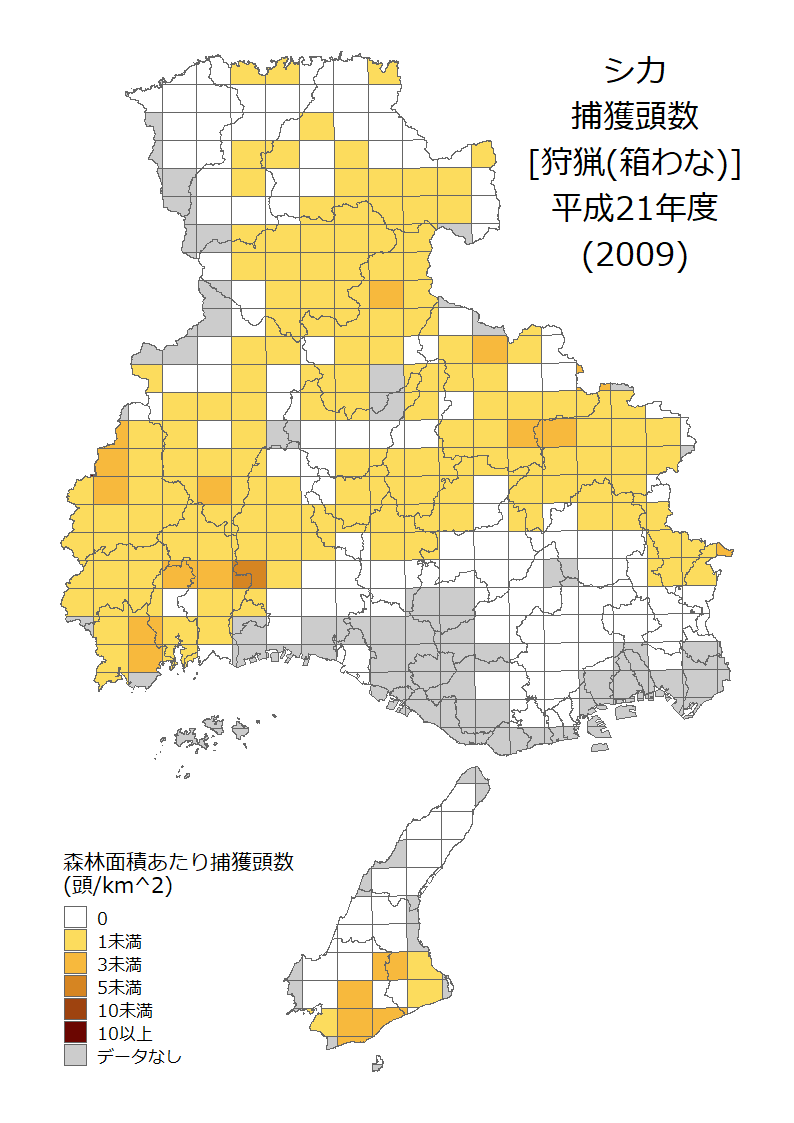 シカ
捕獲頭数
[狩猟(箱わな)]
平成21年度
(2009)
森林面積あたり捕獲頭数
(頭/km^2)
0
1未満
3未満
5未満
10未満
10以上
データなし